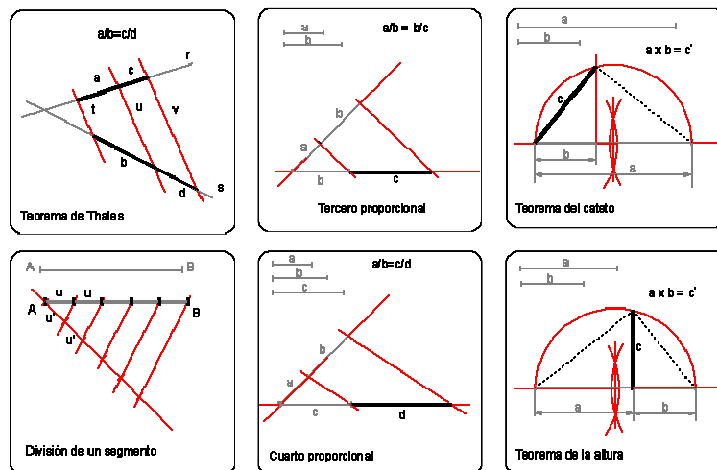 a/b=c/d
r
a
c
t
u
v
b
d
s
Teorema de Thales
a
b
a/b = b/c
b
a
b
c
Tercero proporcional
a
b
a x b = c'
c
b
a
Teorema del cateto
A
B
u
u
A
B
u'
u'
División de un segmento
a
b
c
a/b=c/d
b
a
c
d
Cuarto proporcional
a
b
a x b = c'
c
a
b
Teorema de la altura